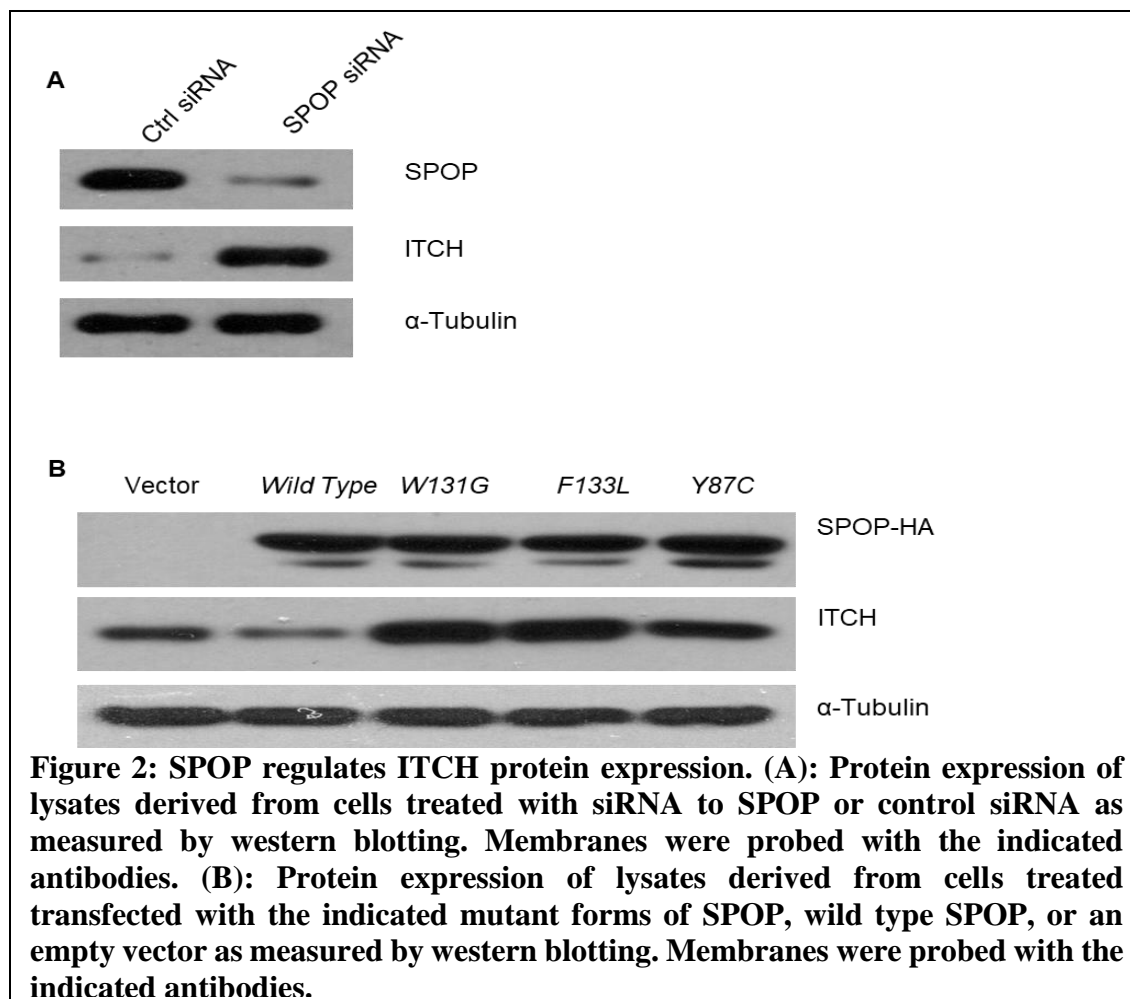 A
Ctrl siRNA
SPOP siRNA
SPOP
ITCH
α-Tubulin
B
Vector
Wild Type
W131G
F133L
Y87C
SPOP-HA
ITCH
α-Tubulin
Figure 2: SPOP regulates ITCH protein expression. (A): Protein expression of
lysates derived from cells treated with siRNA to SPOP or control siRNA as
measured by western blotting. Membranes were probed with the indicated
antibodies. (B): Protein expression of lysates derived from cells treated
transfected with the indicated mutant forms of SPOP, wild type SPOP, or an
empty vector as measured by western blotting. Membranes were probed with the
indicated antibodies.